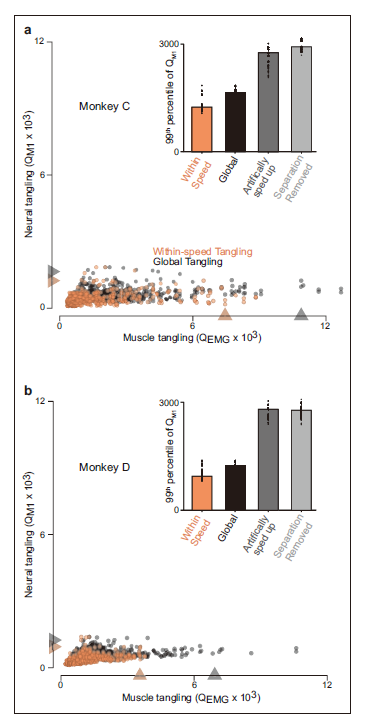 a
12
6
0
Neural tangling (QM1 x 10³)
Monkey C
3000
0
99th percentile of QM1
Within
Speed
Global
Artifically
sped up
Separation
Removed
Within-speed Tangling
Global Tangling
0
6
12
Muscle tangling (QEMG x 10³)
b
12
6
0
Neural tangling (QM1 x 10³)
Monkey D
3000
0
99th percentile of QM1
Within
Speed
Global
Artifically
sped up
Separation
Removed
0
6
12
Muscle tangling (QEMG x 10³)